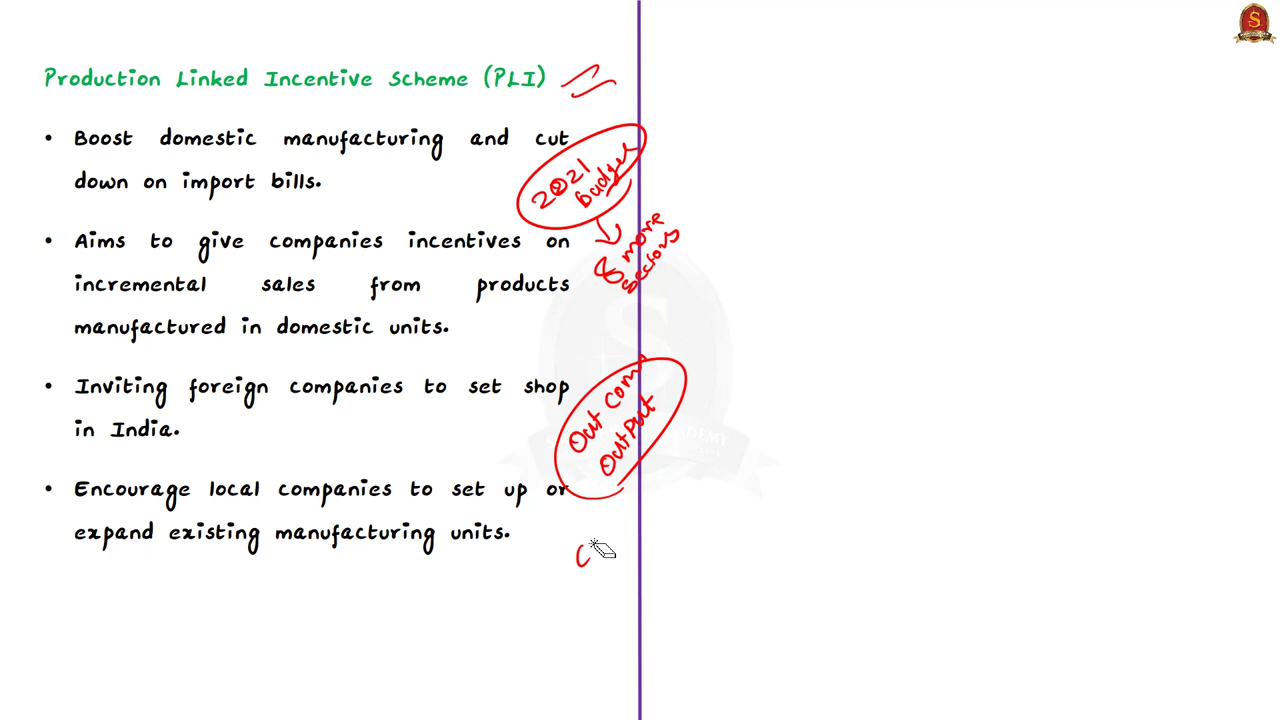 Production Linked Incentive Scheme (PLI)
• Boost domestic manufacturing and cut
down on import bills.
• Aims to give companies incentives on
incremental sales from products
manufactured in domestic units.
• Inviting foreign companies to set shop
in India.
• Encourage local companies to set up or
expand existing manufacturing units.
2021
budget
8 more
sectors
Out Come
Output
S